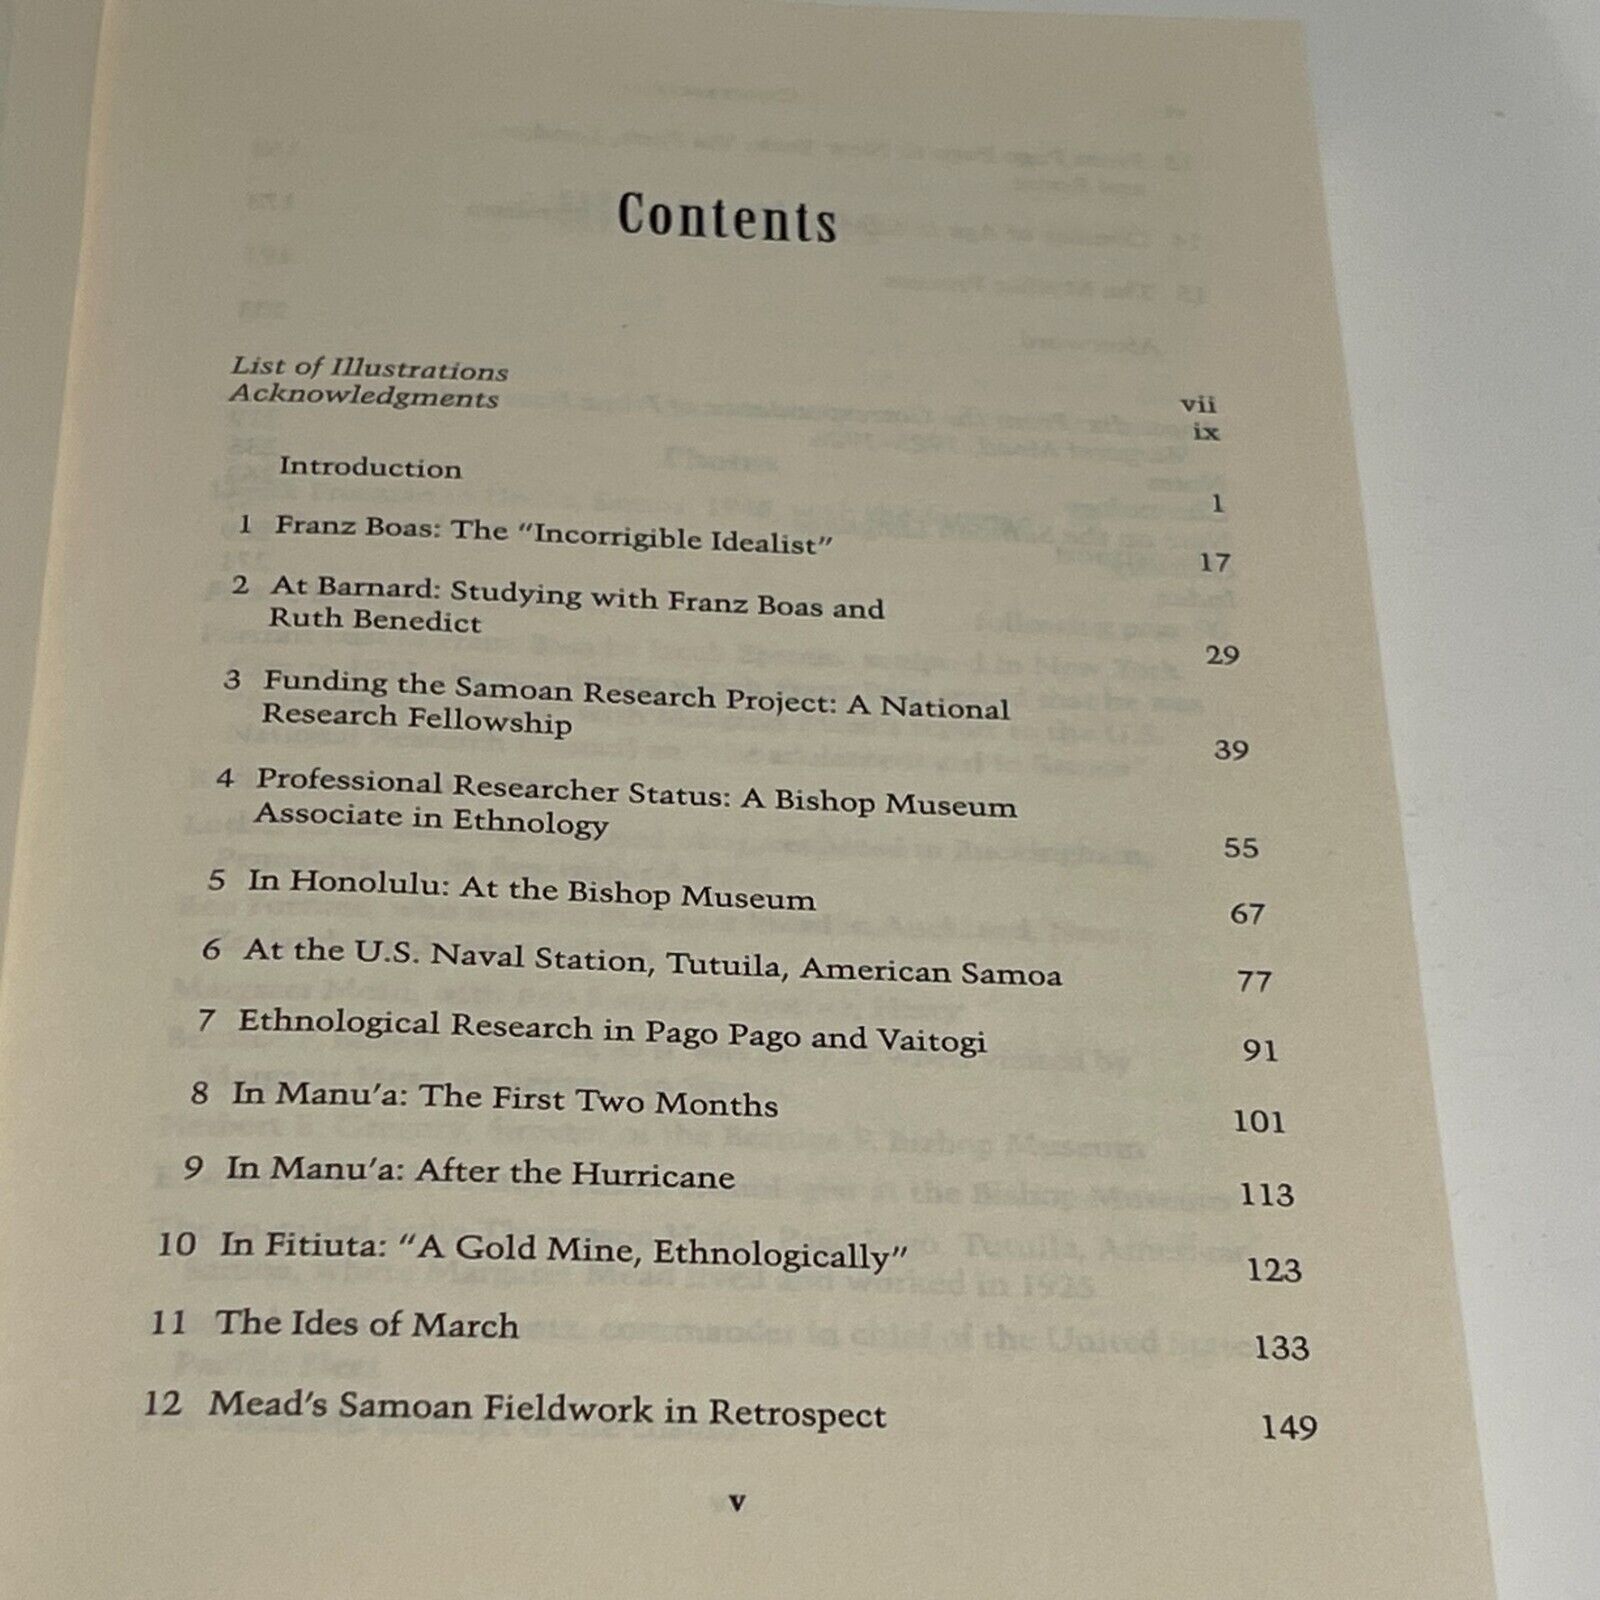 Contents
List of Illustrations vii
Acknowledgments ix
Introduction 1
1 Franz Boas: The "Incorrigible Idealist" 17
2 At Barnard: Studying with Franz Boas and
Ruth Benedict 29
3 Funding the Samoan Research Project: A National
Research Fellowship 39
4 Professional Researcher Status: A Bishop Museum
Associate in Ethnology 55
5 In Honolulu: At the Bishop Museum 67
6 At the U.S. Naval Station, Tutuila, American Samoa 77
7 Ethnological Research in Pago Pago and Vaitogi 91
8 In Manu'a: The First Two Months 101
9 In Manu'a: After the Hurricane 113
10 In Fitiuta: "A Gold Mine, Ethnologically" 123
11 The Ides of March 133
12 Mead's Samoan Fieldwork in Retrospect 149
v